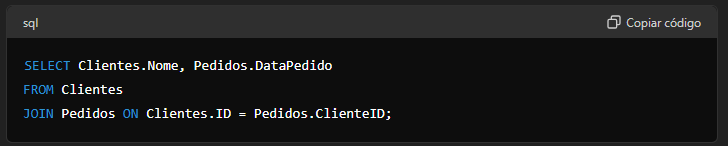 sql
Copiar código
SELECT Clientes.Nome, Pedidos.DataPedido
FROM Clientes
JOIN Pedidos ON Clientes.ID = Pedidos.ClienteID;